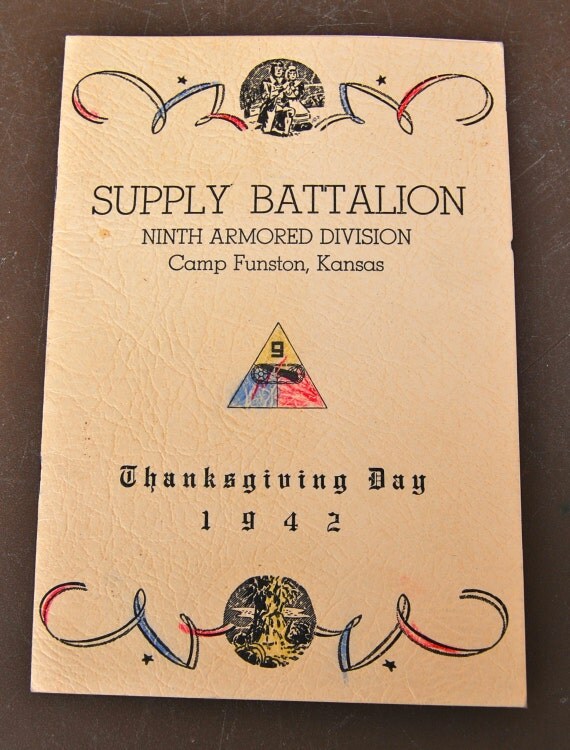 SUPPLY BATTALION
NINTH ARMORED DIVISION
Camp Funston, Kansas
9
Thanksgiving Day
1942